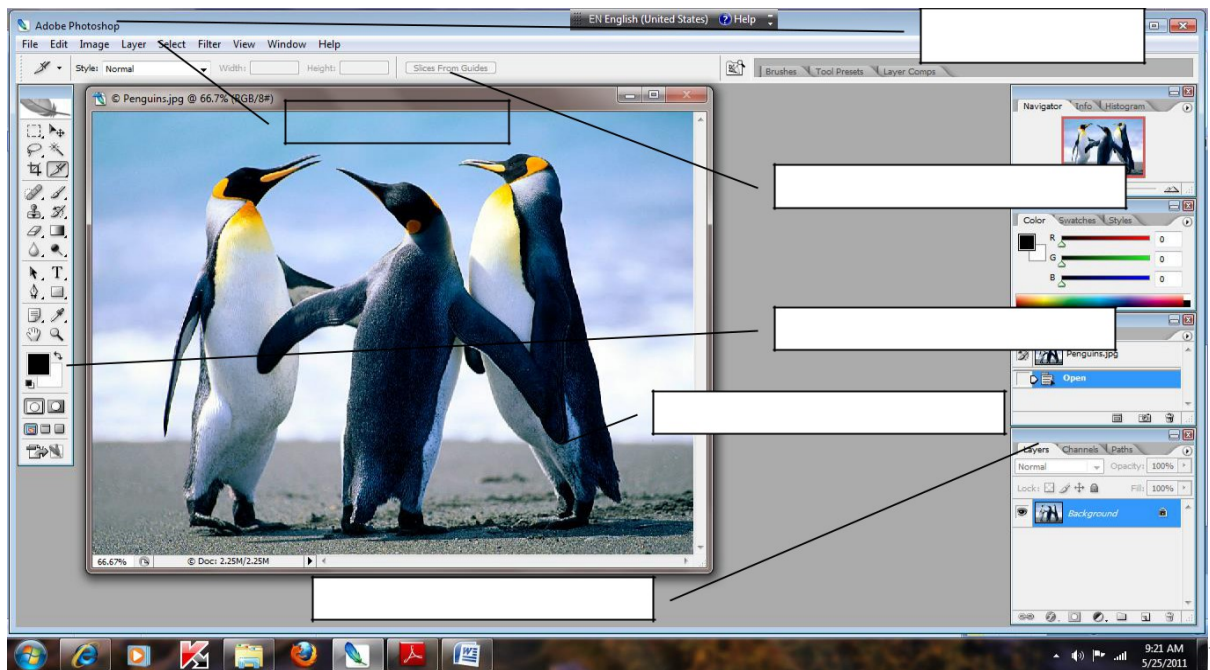 EN English (United States) Help
Adobe Photoshop
File Edit Image Layer Select Filter View Window Help
Style: Normal Width: Height: Slices From Guides
Brushes Tool Presets Layer Comps
© Penguins.jpg @ 66.7% (RGB/8#)
Navigator Info Histogram
Color Swatches Styles
R 0
G 0
B 0
Penguins.jpg
Open
Layers Channels Paths
Normal Opacity: 100%
Lock: Fill: 100%
Background
66.67% © Doc: 2.25M/2.25M
9:21 AM
5/25/2011